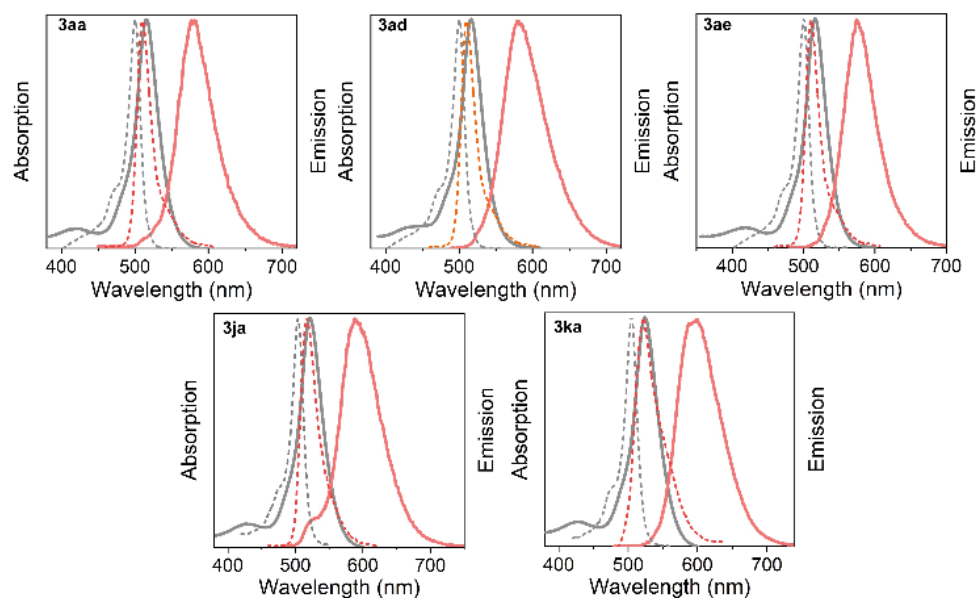 3aa
Absorption
Emission
400 500 600 700
Wavelength (nm)
3ad
Absorption
Emission
400 500 600 700
Wavelength (nm)
3ae
Absorption
Emission
400 500 600 700
Wavelength (nm)
3ja
Absorption
Emission
400 500 600 700
Wavelength (nm)
3ka
Absorption
Emission
400 500 600 700
Wavelength (nm)